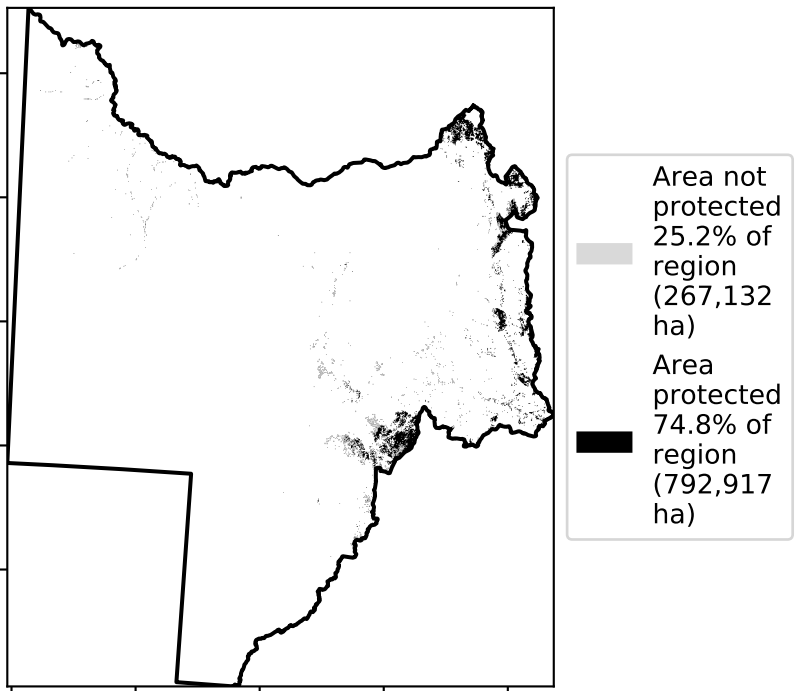 Area not
protected
25.2% of
region
(267,132
ha)
Area
protected
74.8% of
region
(792,917
ha)